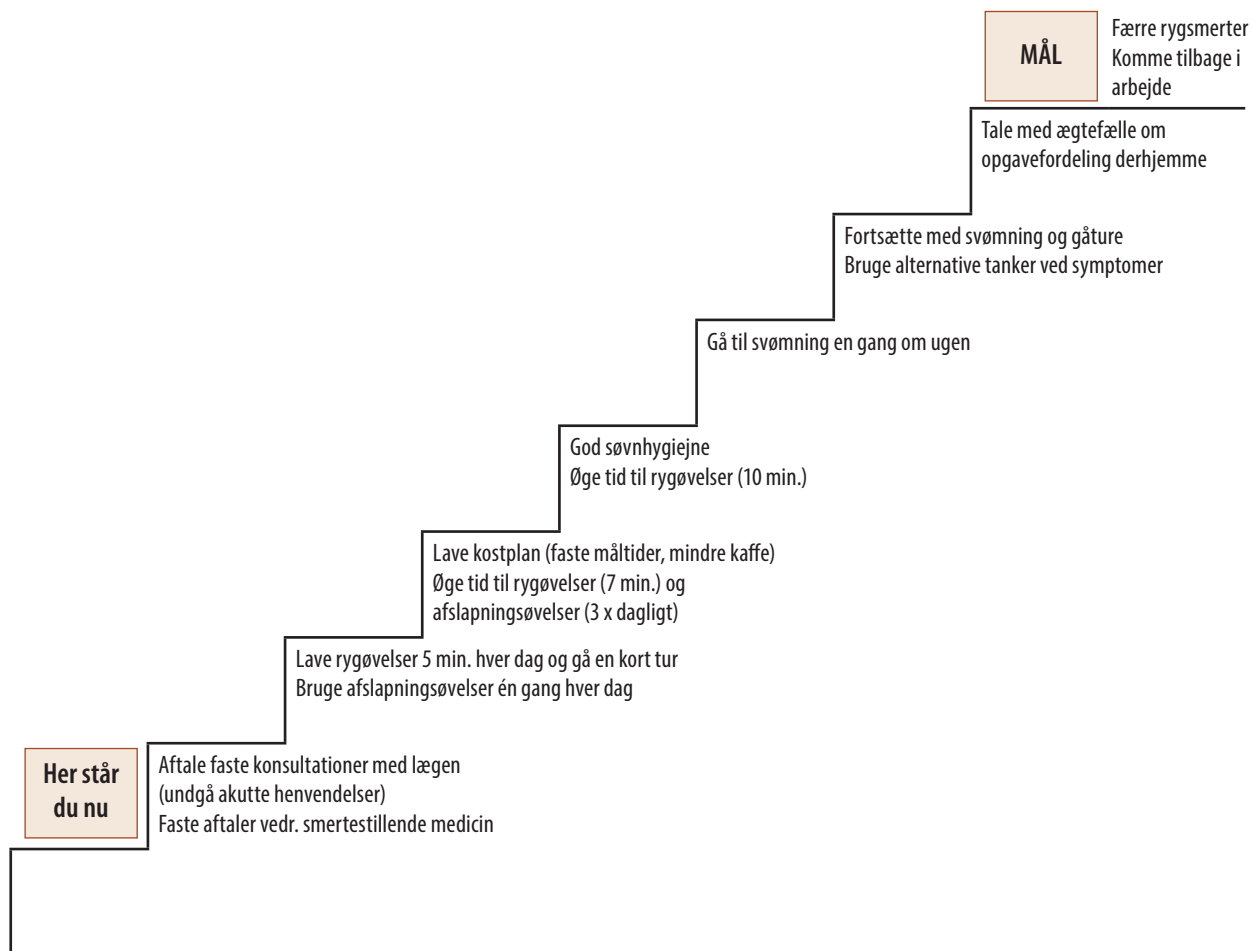 MÅL
Færre rygsmerter
Komme tilbage i
arbejde
Tale med ægtefælle om
opgavefordeling derhjemme
Fortsætte med svømning og gåture
Bruge alternative tanker ved symptomer
Gå til svømning en gang om ugen
God søvnhygiejne
Øge tid til rygøvelser (10 min.)
Lave kostplan (faste måltider, mindre kaffe)
Øge tid til rygøvelser (7 min.) og
afslapningsøvelser (3 x dagligt)
Lave rygøvelser 5 min. hver dag og gå en kort tur
Bruge afslapningsøvelser én gang hver dag
Her står
du nu
Aftale faste konsultationer med lægen
(undgå akutte henvendelser)
Faste aftaler vedr. smertestillende medicin